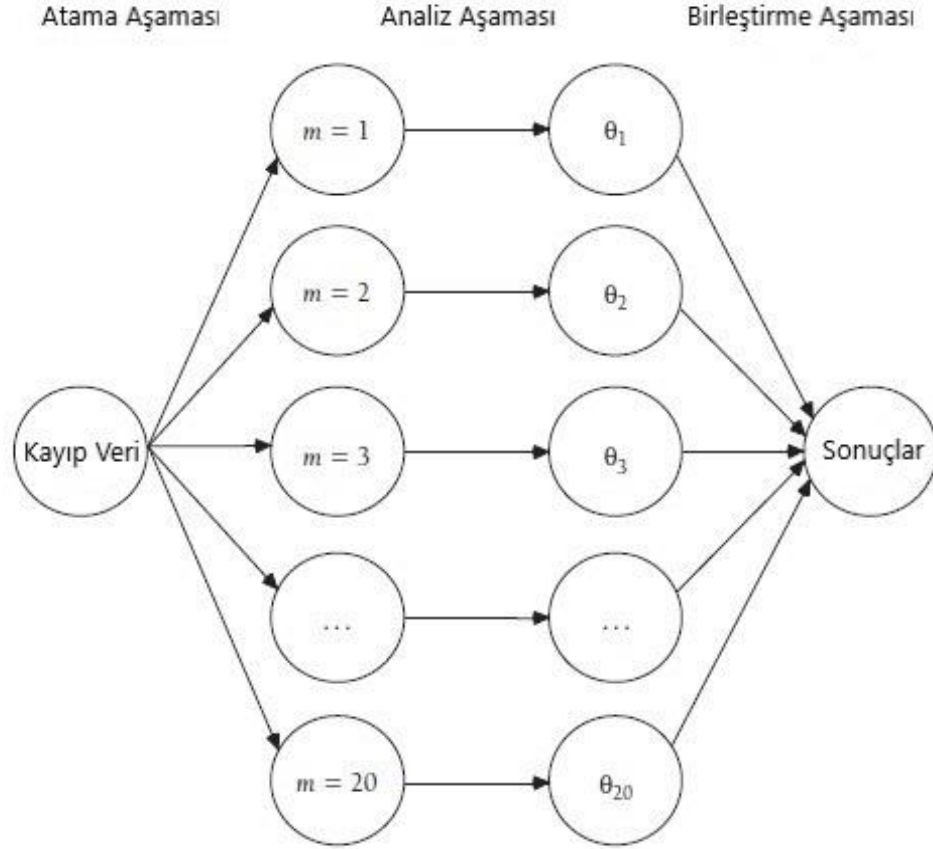 Atama Aşaması Analiz Aşaması Birleştirme Aşaması
m = 1 θ1
m = 2 θ2
Kayıp Veri m = 3 θ3 Sonuçlar
... ...
m = 20 θ20